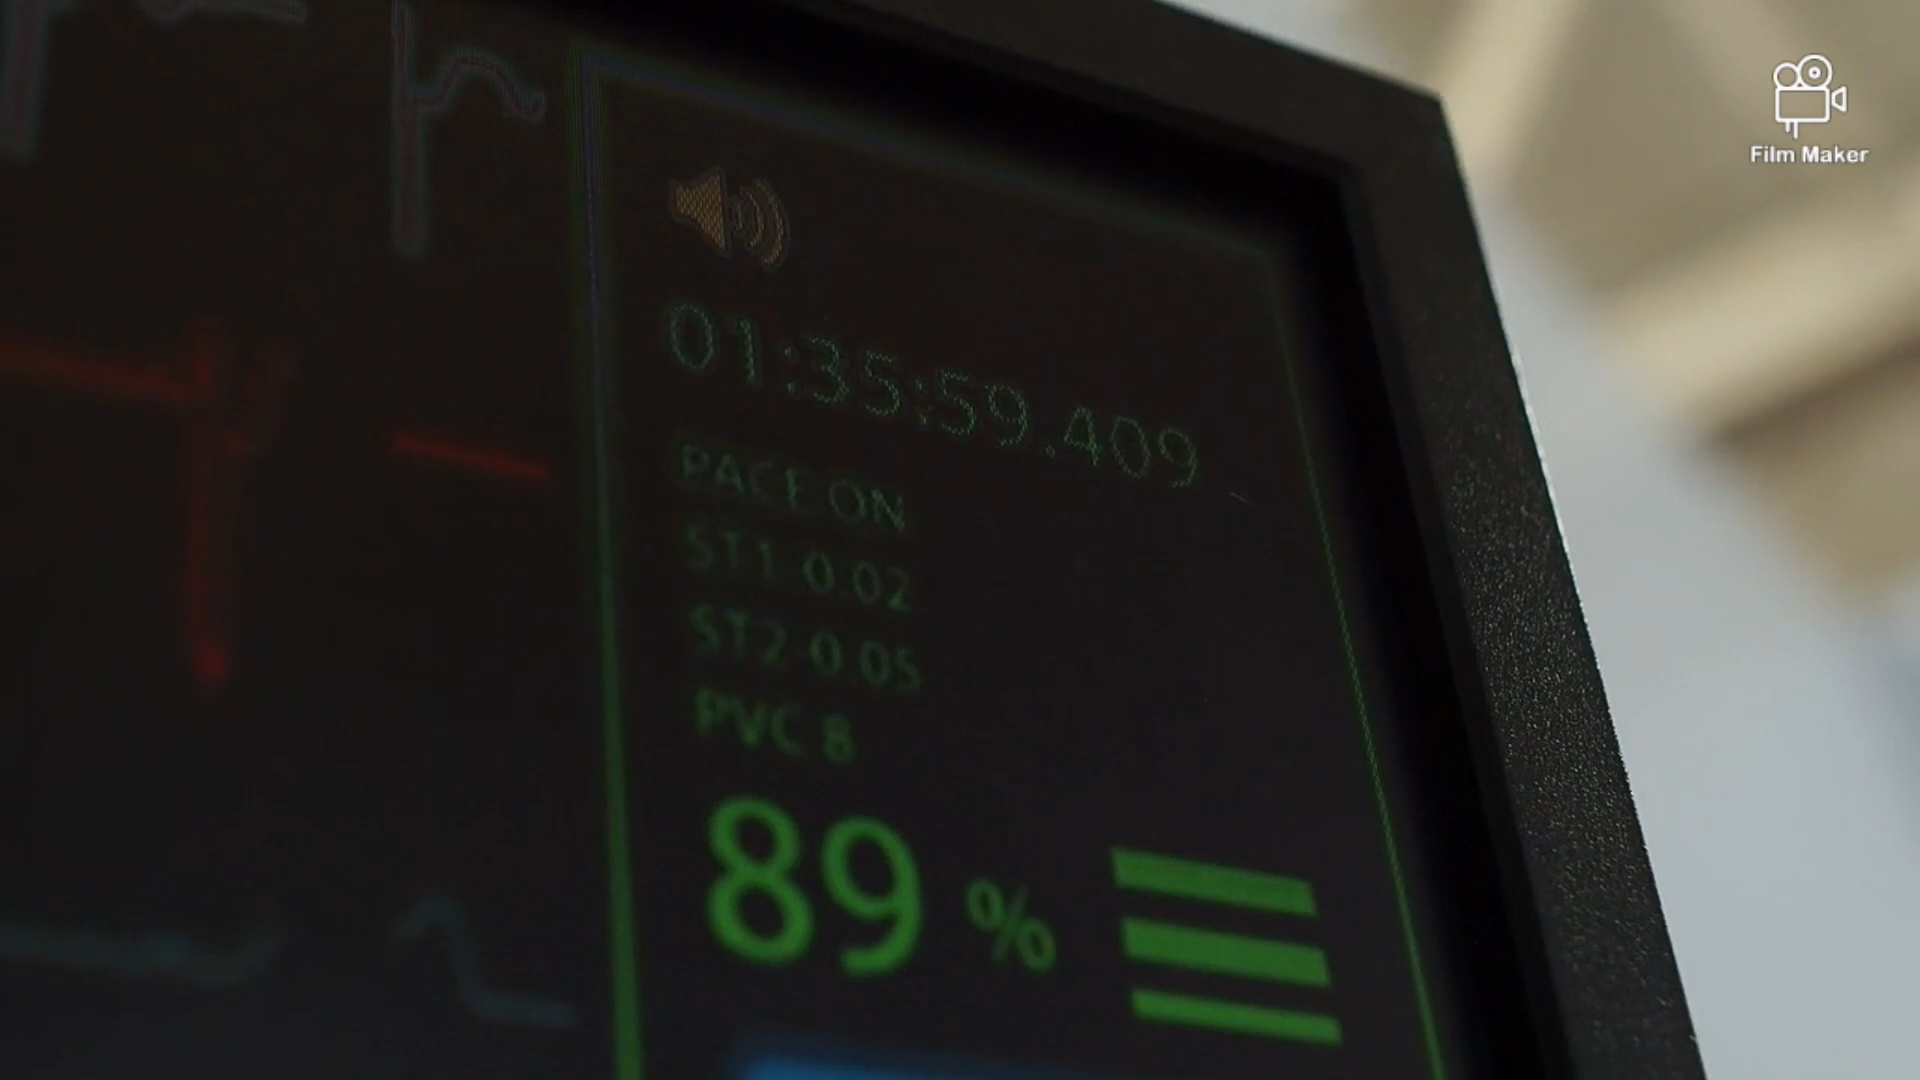 Film Maker
01:35:59.409
PACE ON
ST1 0.02
ST2 0.05
PVC 8
89 %